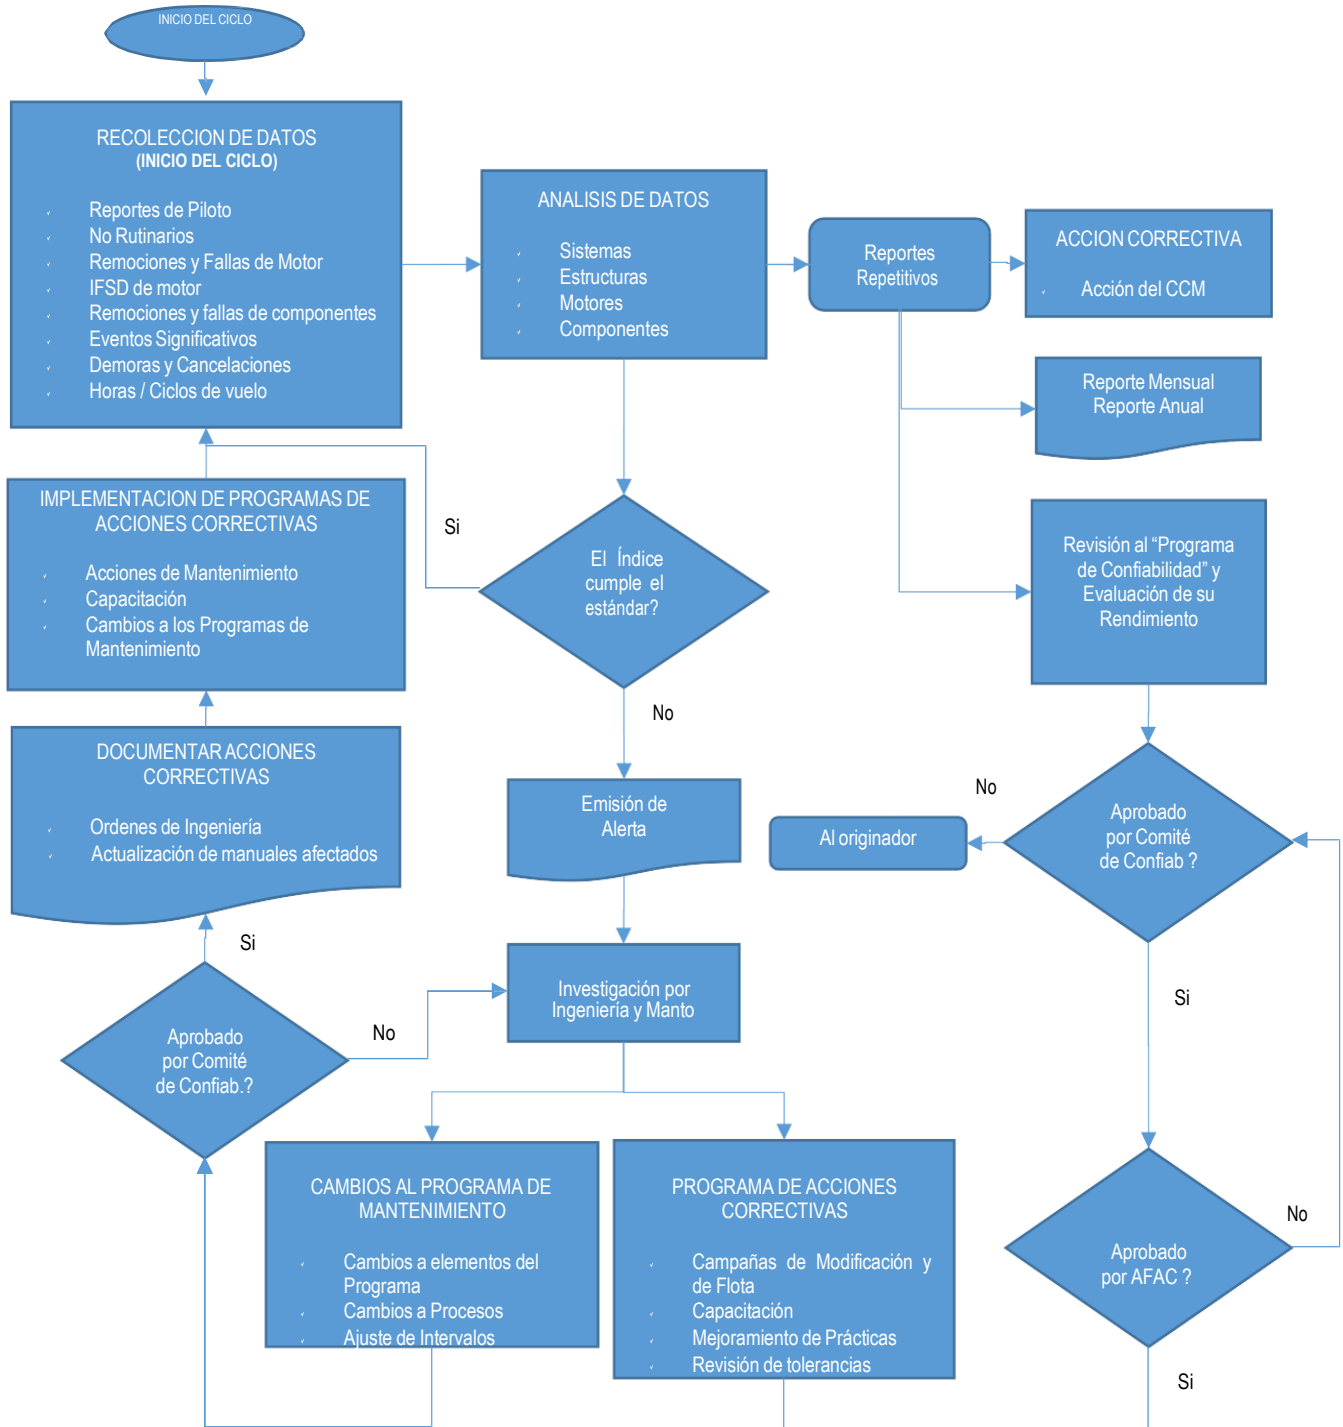 INICIO DEL CICLO
RECOLECCION DE DATOS
(INICIO DEL CICLO)
Reportes de Piloto
No Rutinarios
Remociones y Fallas de Motor
IFSD de motor
Remociones y fallas de componentes
Eventos Significativos
Demoras y Cancelaciones
Horas / Ciclos de vuelo
ANALISIS DE DATOS
Sistemas
Estructuras
Motores
Componentes
Reportes
Repetitivos
ACCION CORRECTIVA
Acción del CCM
Reporte Mensual
Reporte Anual
IMPLEMENTACION DE PROGRAMAS DE
ACCIONES CORRECTIVAS
Acciones de Mantenimiento
Capacitación
Cambios a los Programas de
Mantenimiento
Si
El Índice
cumple el
estándar?
No
Revisión al “Programa
de Confiabilidad” y
Evaluación de su
Rendimiento
DOCUMENTAR ACCIONES
CORRECTIVAS
Ordenes de Ingeniería
Actualización de manuales afectados
Emisión de
Alerta
No
Al originador
Aprobado
por Comité
de Confiab ?
Si
Si
Aprobado
por Comité
de Confiab.?
No
Investigación por
Ingeniería y Manto
CAMBIOS AL PROGRAMA DE
MANTENIMIENTO
Cambios a elementos del
Programa
Cambios a Procesos
Ajuste de Intervalos
PROGRAMA DE ACCIONES
CORRECTIVAS
Campañas de Modificación y
de Flota
Capacitación
Mejoramiento de Prácticas
Revisión de tolerancias
Aprobado
por AFAC ?
No
Si